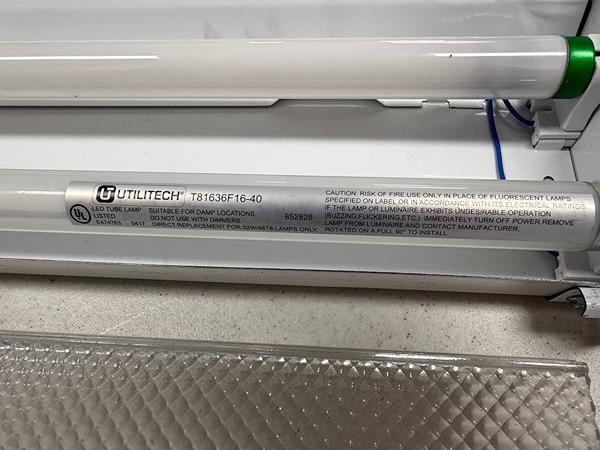 UTILITECH® T81636F16-40
LED TUBE LAMP SUITABLE FOR DAMP LOCATIONS.
LISTED DO NOT USE WITH DIMMERS. 852828
E474763 0417 DIRECT REPLACEMENT FOR-32W/48T8-LAMPS ONLY.
UL
CAUTION: RISK OF FIRE USE ONLY IN PLACE OF FLUORESCENT LAMPS
SPECIFIED ON LABEL OR IN ACCORDANCE WITH ITS ELECTRICAL RATINGS
IF THE LAMP OR LUMINAIRE EXHIBITS UNDESIRABLE OPERATION
(BUZZING,FLICKERING,ETC.) IMMEDIATELY TURN OFF POWER.REMOVE
LAMP FROM LUMINAIRE AND CONTACT MANUFACTURER.
ROTATED ON A FULL 90° TO INSTALL